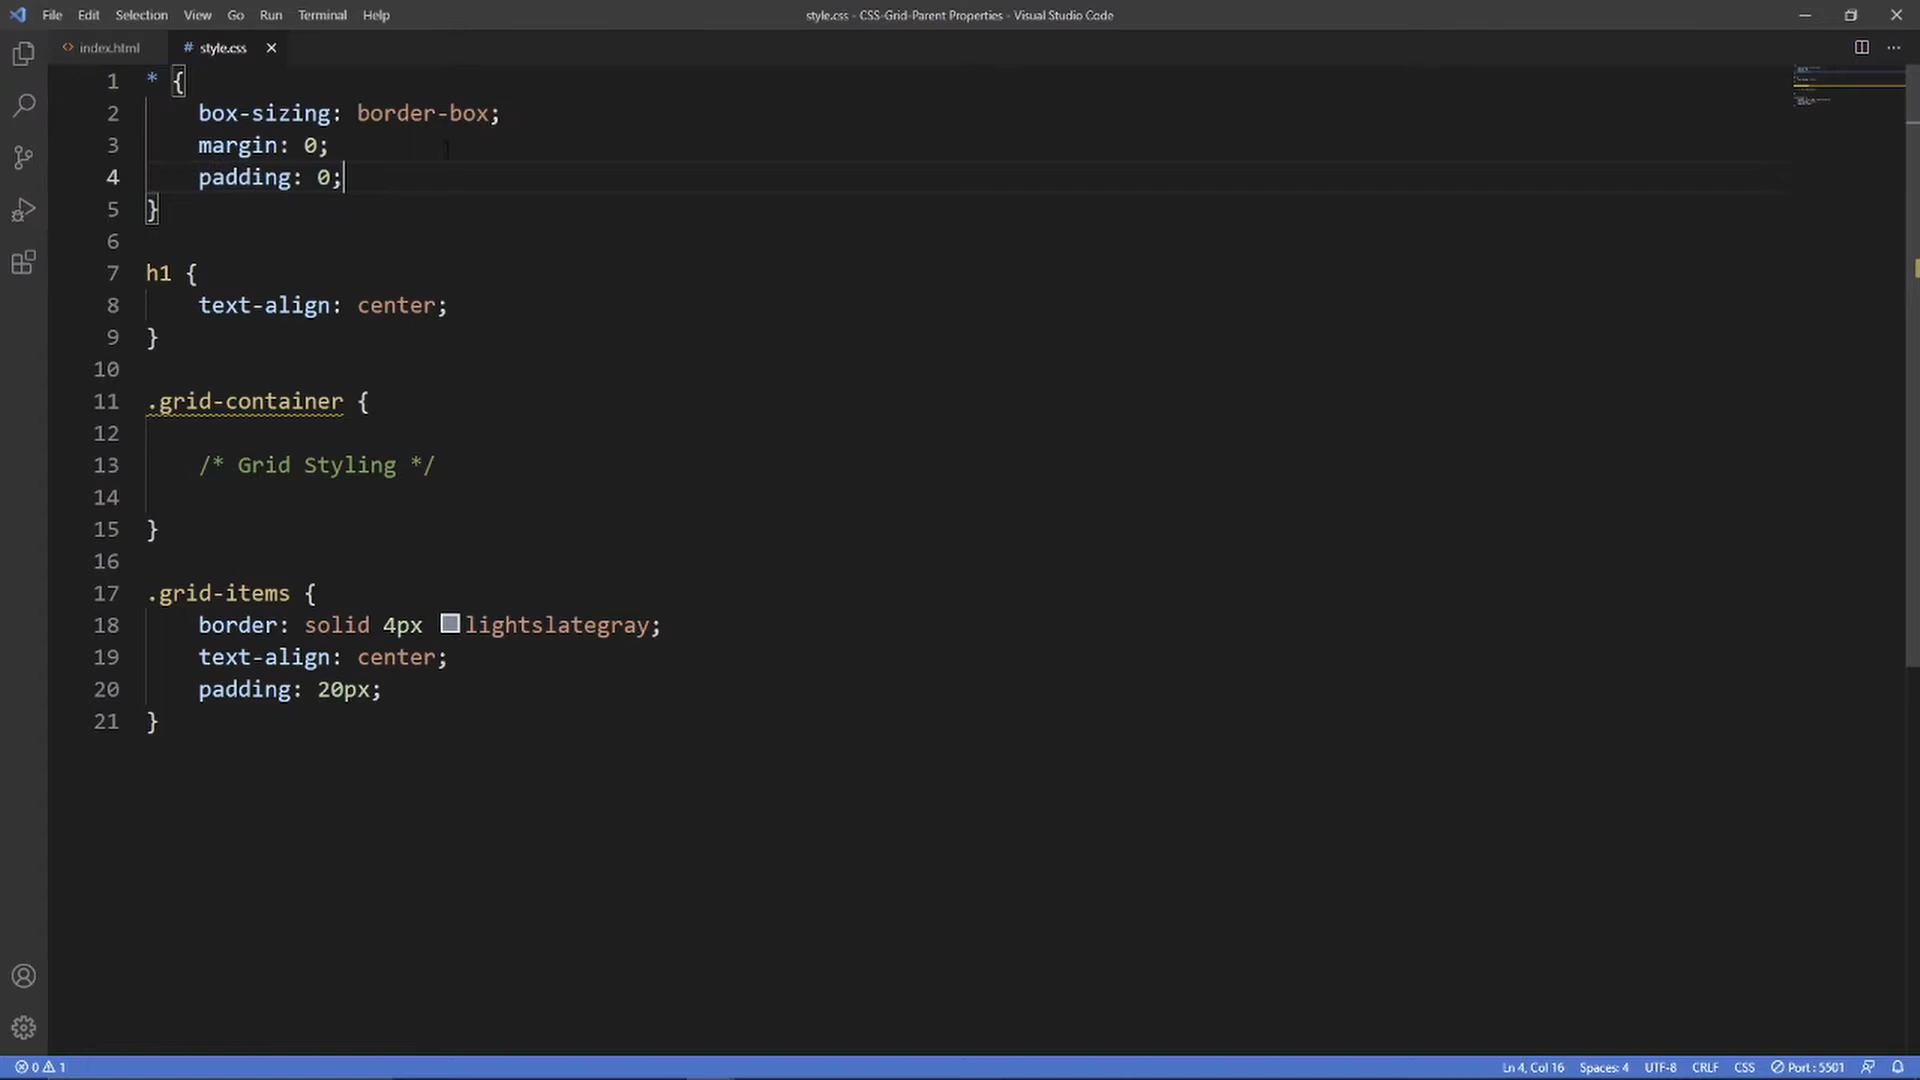 File Edit Selection View Go Run Terminal Help
style.css - CSS-Grid-Parent Properties - Visual Studio Code
<> index.html # style.css
1 * {
2 box-sizing: border-box;
3 margin: 0;
4 padding: 0;
5 }
6
7 h1 {
8 text-align: center;
9 }
10
11 .grid-container {
12
13 /* Grid Styling */
14
15 }
16
17 .grid-items {
18 border: solid 4px lightslategray;
19 text-align: center;
20 padding: 20px;
21 }
0 1 Ln 4, Col 16 Spaces: 4 UTF-8 CRLF CSS Port : 5501